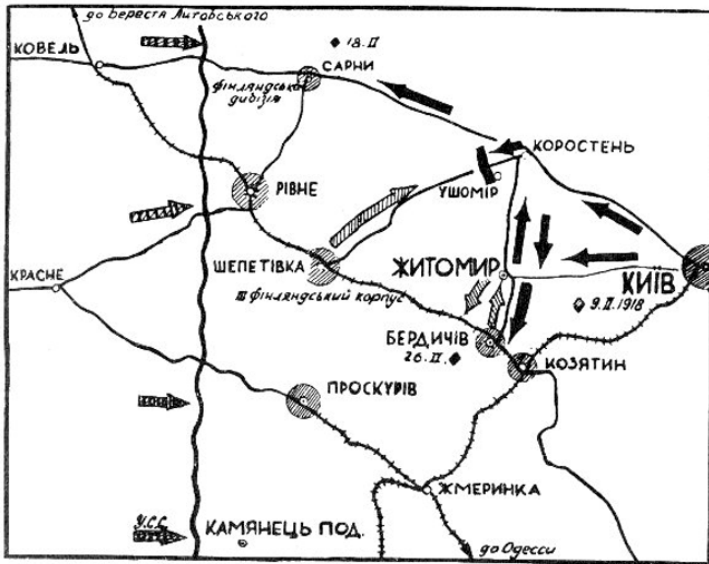 до Берестя Литовського
КОВЕЛЬ
18.II
САРНИ
фінляндська
дивізія
КОРОСТЕНЬ
РІВНЕ
УШОМІР
ШЕПЕТІВКА
ЖИТОМИР
КИЇВ
КРАСНЕ
III фінляндський корпус
9.II.1918
БЕРДИЧІВ
26.II.
КОЗЯТИН
ПРОСКУРІВ
ЖМЕРИНКА
У.С.С.
КАМЯНЕЦЬ ПОД.
до Одесси